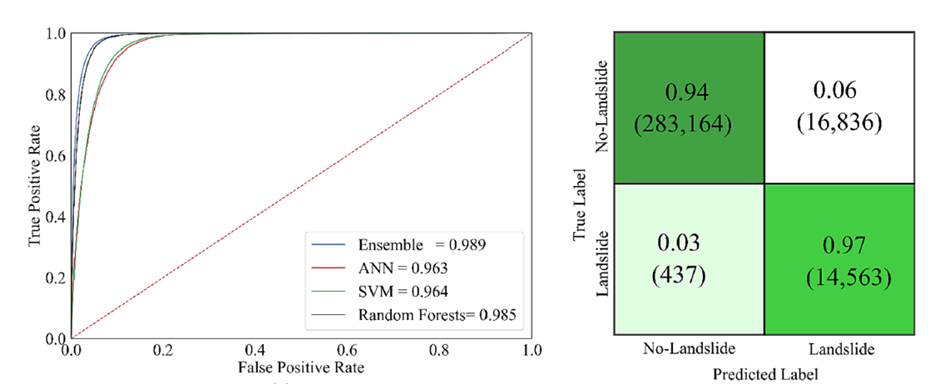 True Positive Rate
1.0
0.8
0.6
0.4
0.2
0.0
Ensemble = 0.989
ANN = 0.963
SVM = 0.964
Random Forests= 0.985
0.0 0.2 0.4 0.6 0.8 1.0
False Positive Rate
True Label
No-Landslide
Landslide
0.94 0.06
(283,164) (16,836)
0.03 0.97
(437) (14,563)
No-Landslide Landslide
Predicted Label